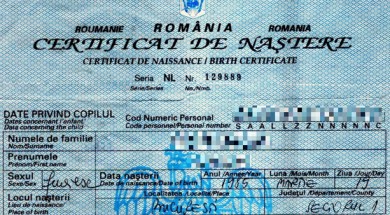 ROUMANIE ROMÂNIA ROMANIA
CERTIFICAT DE NAȘTERE
CERTIFICAT DE NAISSANCE / BIRTH CERTIFICATE
Seria NL Nr. 129889
Série/Series No./Nmb.
DATE PRIVIND COPILUL
Dates concernant l'enfant
Data concerning the child
Cod Numeric Personal
Code personnel/Personal number S A A L L Z Z N N N N N C
Numele de familie
Nom/Surname
Prenumele
Prénom/First name
Sexul Data nașterii Anul/Année/Year Luna/Mois/Month Ziua/Jour/Day
Sexe/Sex Date de naissance/Date of birth 19
Locul nașterii Localitatea/Localité/Place Județul/Département/County
Lieu de naissance
Place of birth